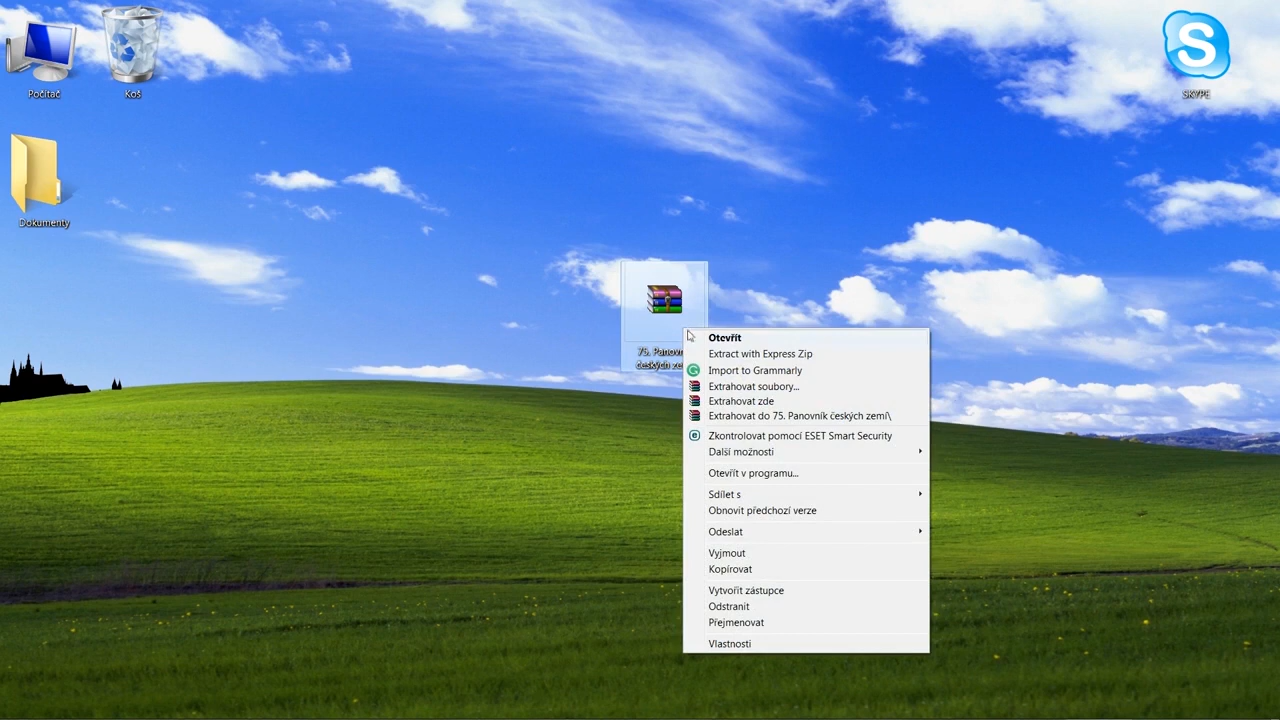 Počítač
Koš
SKYPE
Dokumenty
75. Panovn
českých ze
Otevřít
Extract with Express Zip
Import to Grammarly
Extrahovat soubory...
Extrahovat zde
Extrahovat do 75. Panovník českých zemí\
Zkontrolovat pomocí ESET Smart Security
Další možnosti
Otevřít v programu...
Sdílet s
Obnovit předchozí verze
Odeslat
Vyjmout
Kopírovat
Vytvořit zástupce
Odstranit
Přejmenovat
Vlastnosti